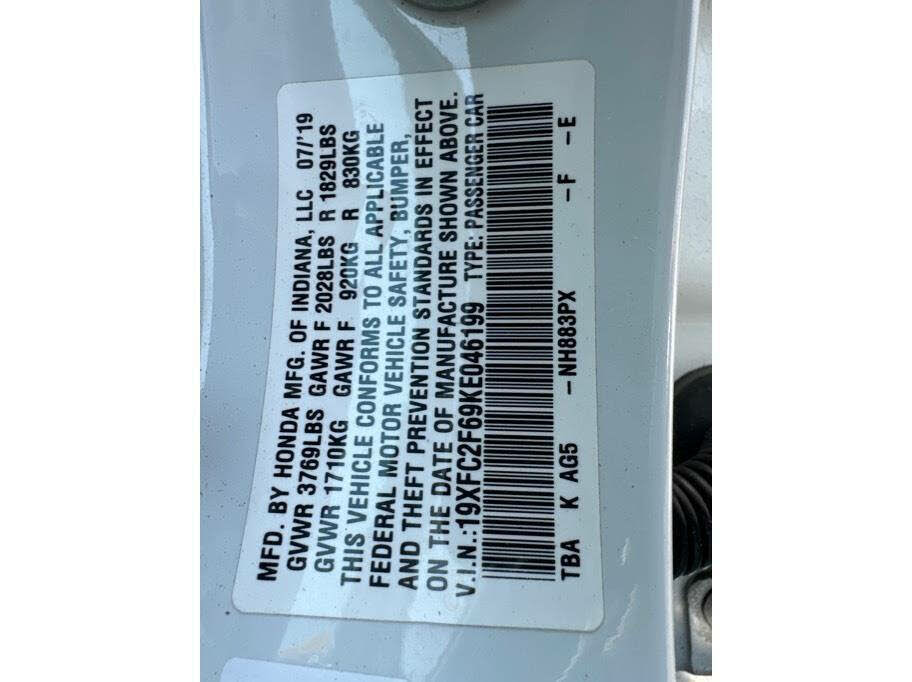 MFD. BY HONDA MFG. OF INDIANA, LLC 07/'19
GVWR 3769LBS GAWR F 2028LBS R 1829LBS
GVWR 1710KG GAWR F 920KG R 830KG
THIS VEHICLE CONFORMS TO ALL APPLICABLE
FEDERAL MOTOR VEHICLE SAFETY, BUMPER,
AND THEFT PREVENTION STANDARDS IN EFFECT
ON THE DATE OF MANUFACTURE SHOWN ABOVE.
V.I.N.:19XFC2F69KE046199 TYPE: PASSENGER CAR
TBA K AG5 -NH883PX -F -E